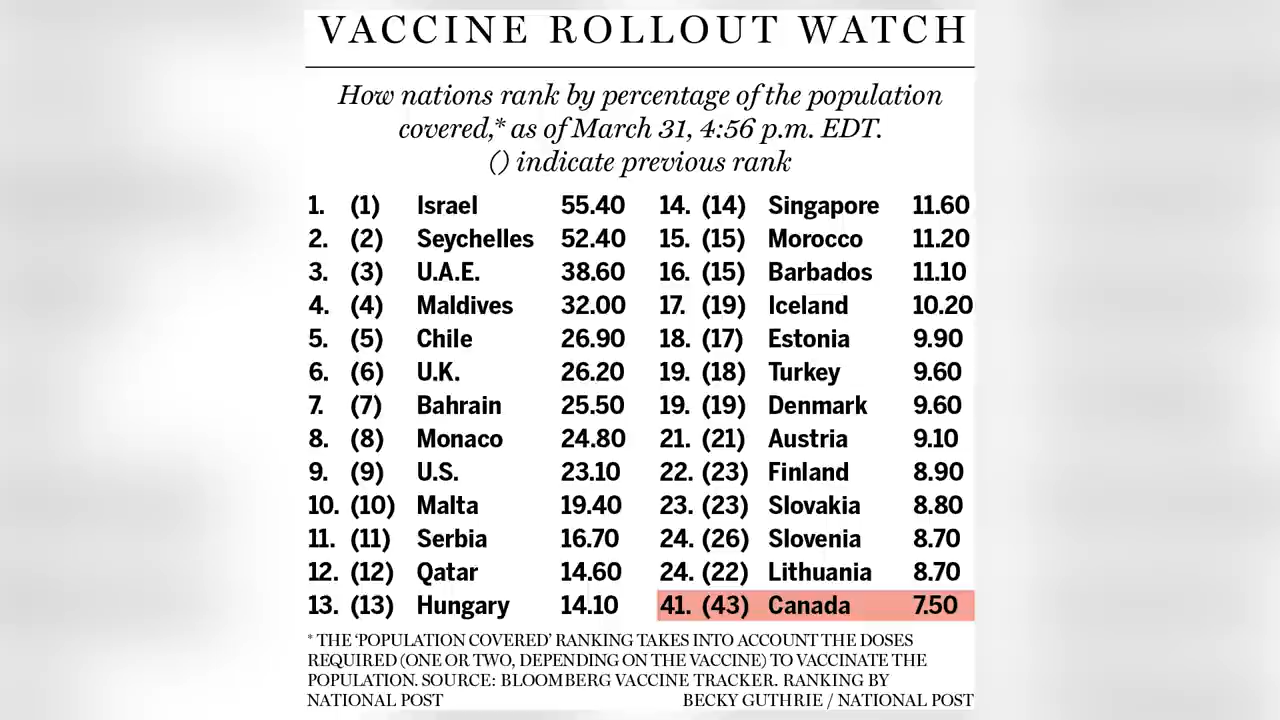 VACCINE ROLLOUT WATCH
How nations rank by percentage of the population
covered,* as of March 31, 4:56 p.m. EDT.
() indicate previous rank
1. (1) Israel 55.40
2. (2) Seychelles 52.40
3. (3) U.A.E. 38.60
4. (4) Maldives 32.00
5. (5) Chile 26.90
6. (6) U.K. 26.20
7. (7) Bahrain 25.50
8. (8) Monaco 24.80
9. (9) U.S. 23.10
10. (10) Malta 19.40
11. (11) Serbia 16.70
12. (12) Qatar 14.60
13. (13) Hungary 14.10
14. (14) Singapore 11.60
15. (15) Morocco 11.20
16. (15) Barbados 11.10
17. (19) Iceland 10.20
18. (17) Estonia 9.90
19. (18) Turkey 9.60
19. (19) Denmark 9.60
21. (21) Austria 9.10
22. (23) Finland 8.90
23. (23) Slovakia 8.80
24. (26) Slovenia 8.70
24. (22) Lithuania 8.70
41. (43) Canada 7.50
* THE ‘POPULATION COVERED’ RANKING TAKES INTO ACCOUNT THE DOSES
REQUIRED (ONE OR TWO, DEPENDING ON THE VACCINE) TO VACCINATE THE
POPULATION. SOURCE: BLOOMBERG VACCINE TRACKER. RANKING BY
NATIONAL POST BECKY GUTHRIE / NATIONAL POST